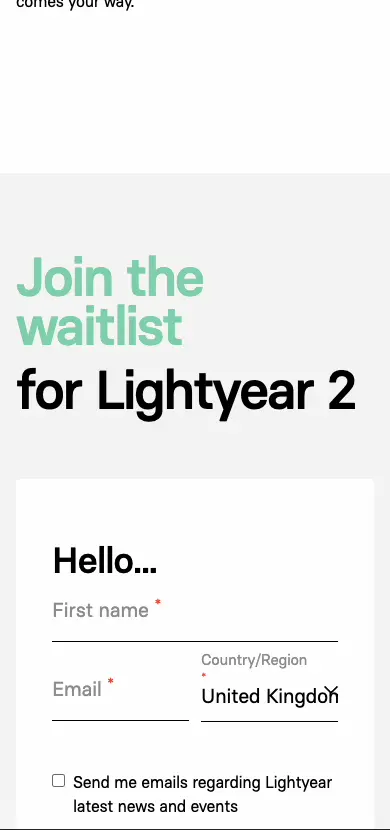 comes your way.
Join the
waitlist
for Lightyear 2
Hello...
First name *
Country/Region
*
Email *
United Kingdom
Send me emails regarding Lightyear
latest news and events